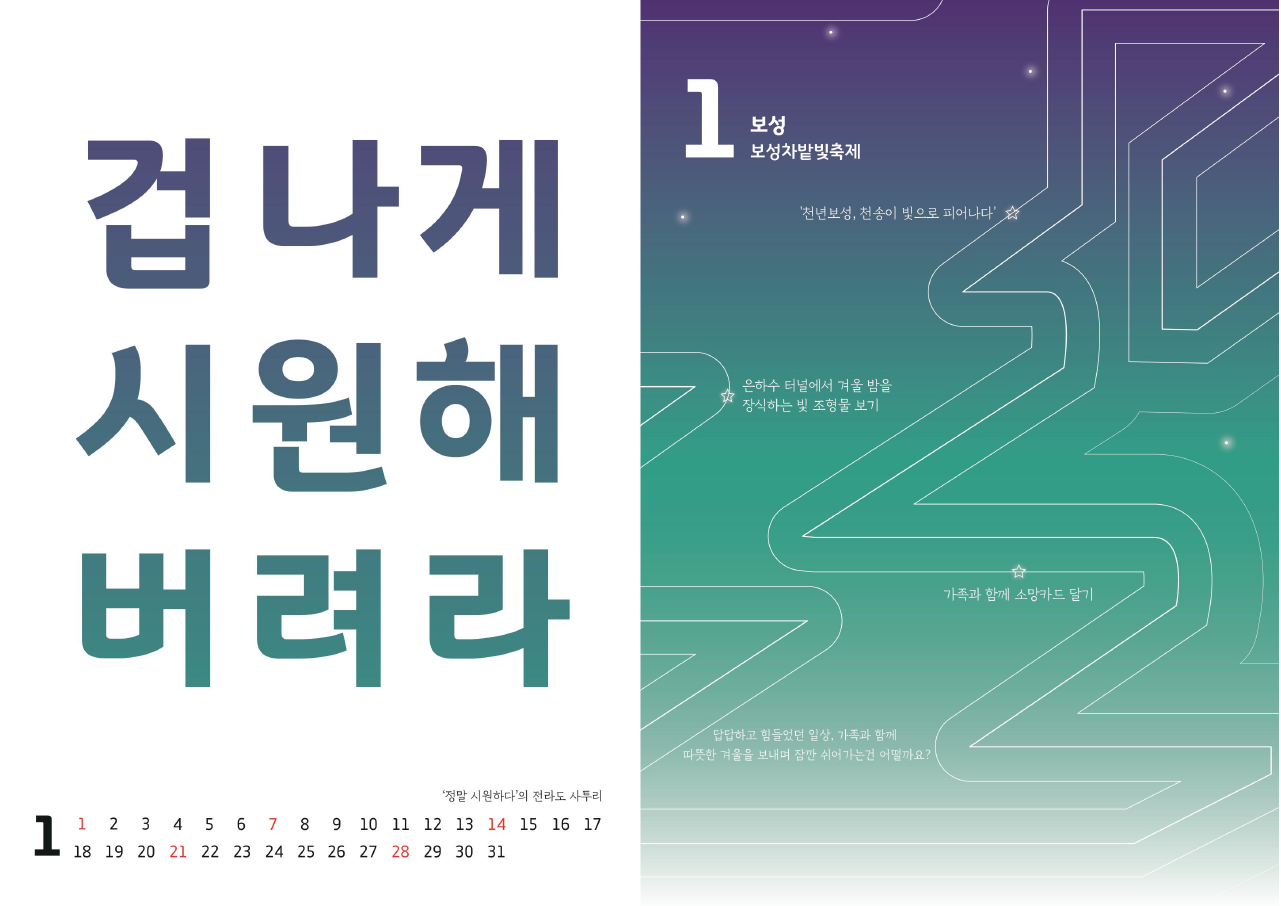 겁나게
시원해
버려라
'정말 시원하다'의 전라도 사투리
1
1 2 3 4 5 6 7 8 9 10 11 12 13 14 15 16 17
18 19 20 21 22 23 24 25 26 27 28 29 30 31
1
보성
보성차밭빛축제
'천년보성, 천송이 빛으로 피어나다'
은하수 터널에서 겨울 밤을
장식하는 빛 조형물 보기
가족과 함께 소망카드 달기
답답하고 힘들었던 일상, 가족과 함께
따뜻한 겨울을 보내며 잠깐 쉬어가는건 어떨까요?